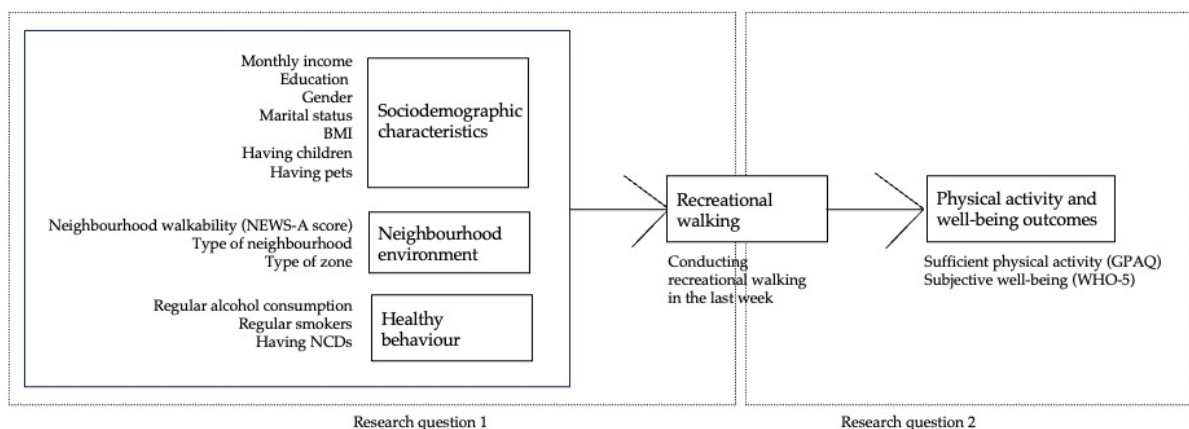 Monthly income
Education
Gender
Marital status
BMI
Having children
Having pets
Sociodemographic
characteristics
Neighbourhood walkability (NEWS-A score)
Type of neighbourhood
Type of zone
Neighbourhood
environment
Regular alcohol consumption
Regular smokers
Having NCDs
Healthy
behaviour
Recreational
walking
Conducting
recreational walking
in the last week
Physical activity and
well-being outcomes
Sufficient physical activity (GPAQ)
Subjective well-being (WHO-5)
Research question 1
Research question 2